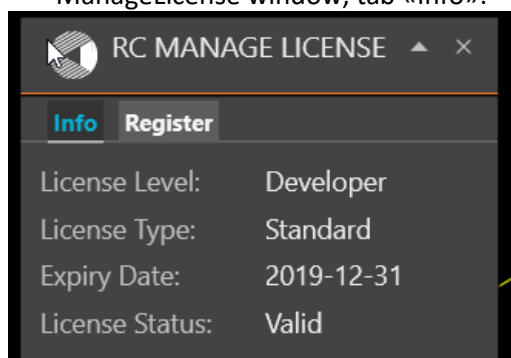 ManageLicense window, tab «Info»:
RC MANAGE LICENSE
Info Register
License Level: Developer
License Type: Standard
Expiry Date: 2019-12-31
License Status: Valid